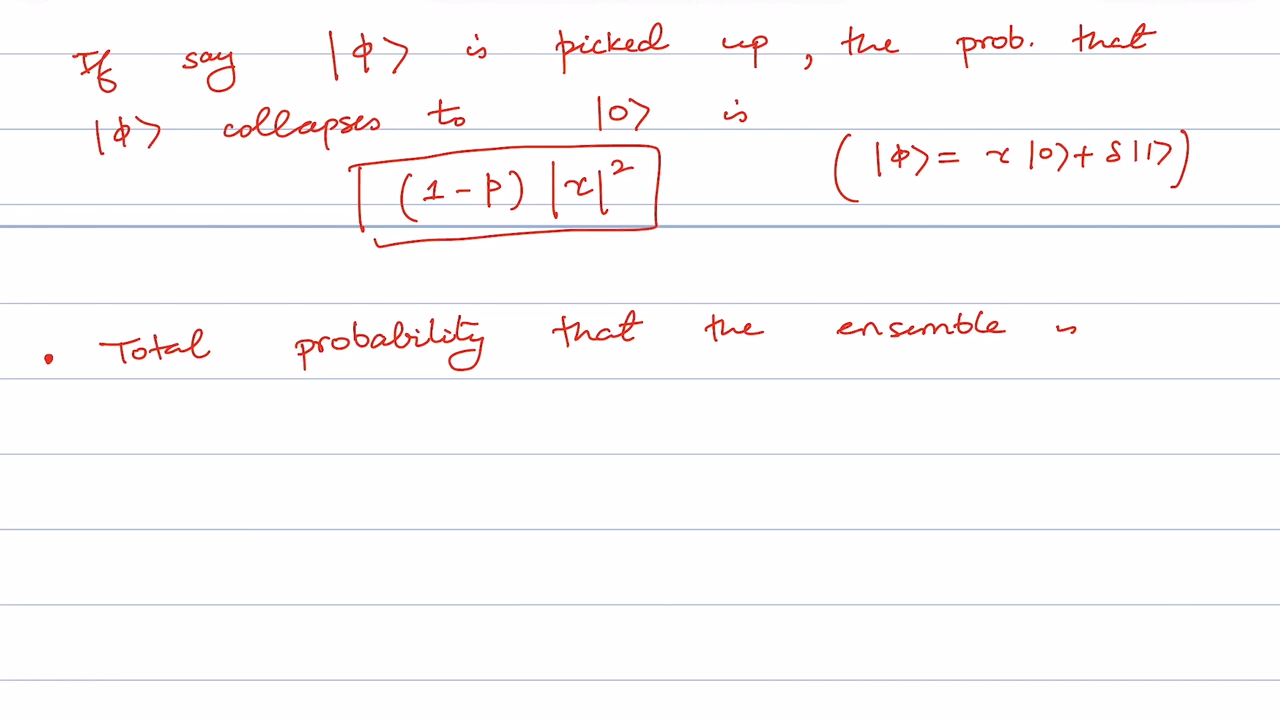 If say |ϕ⟩ is picked up, the prob. that
|ϕ⟩ collapses to |0⟩ is
(1-p) |x|² (|ϕ⟩ = x|0⟩ + δ|1⟩)
• Total probability that the ensemble is